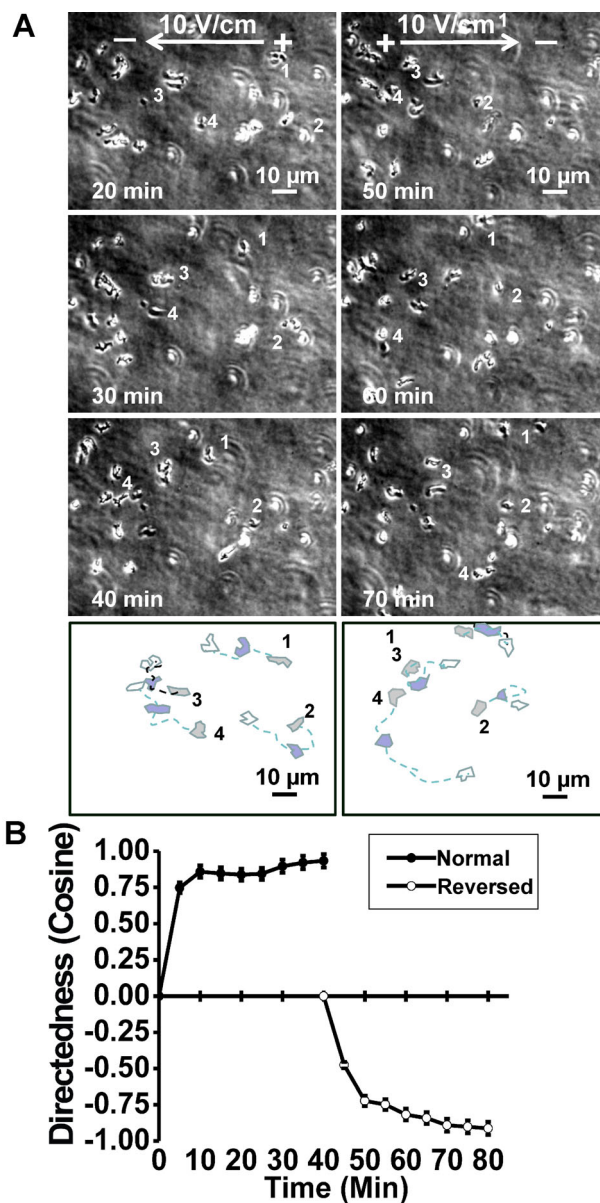 A
− 10 V/cm +
+ 10 V/cm −
1
1
3
4
2
20 min
10 µm
3
4
2
50 min
10 µm
1
3
4
2
30 min
1
3
2
4
60 min
3
1
4
2
4
40 min
1
3
2
4
70 min
1
3
2
4
10 µm
1
3
4
2
10 µm
B
Directedness (Cosine)
1.00
0.75
0.50
0.25
0.00
-0.25
-0.50
-0.75
-1.00
Normal
Reversed
0 10 20 30 40 50 60 70 80
Time (Min)